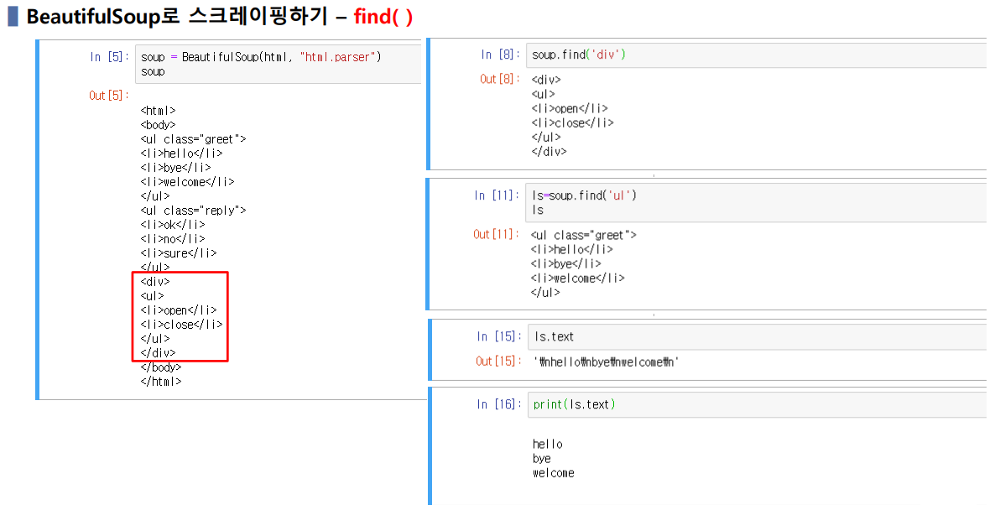 BeautifulSoup로 스크레이핑하기 – find( )
In [5]: soup = BeautifulSoup(html, "html.parser")
soup
Out[5]:
<html>
<body>
<ul class="greet">
<li>hello</li>
<li>bye</li>
<li>welcome</li>
</ul>
<ul class="reply">
<li>ok</li>
<li>no</li>
<li>sure</li>
</ul>
<div>
<ul>
<li>open</li>
<li>close</li>
</ul>
</div>
</body>
</html>
In [8]: soup.find('div')
Out[8]: <div>
<ul>
<li>open</li>
<li>close</li>
</ul>
</div>
In [11]: ls=soup.find('ul')
ls
Out[11]: <ul class="greet">
<li>hello</li>
<li>bye</li>
<li>welcome</li>
</ul>
In [15]: ls.text
Out[15]: '₩nhello₩nbye₩nwelcome₩n'
In [16]: print(ls.text)
hello
bye
welcome